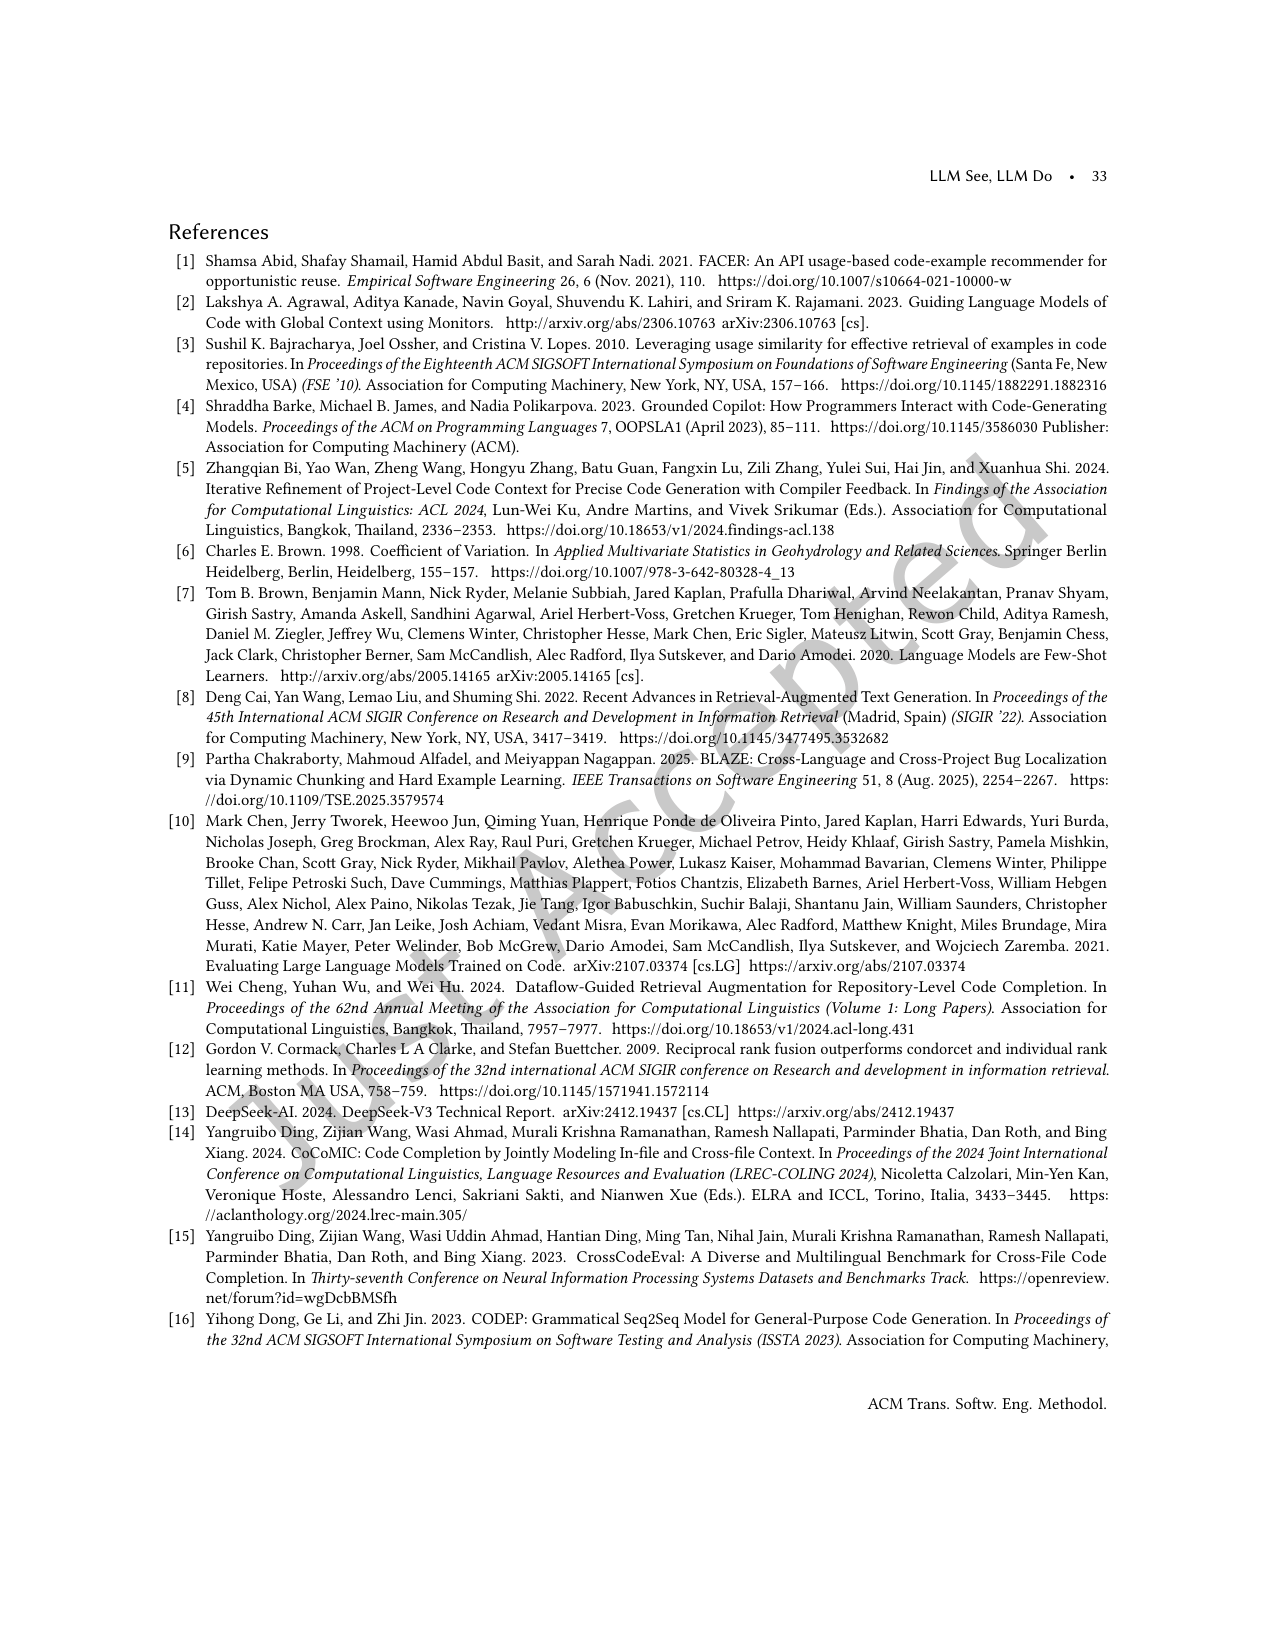 LLM See, LLM Do • 33
References
[1] Shamsa Abid, Shafay Shamail, Hamid Abdul Basit, and Sarah Nadi. 2021. FACER: An API usage-based code-example recommender for
opportunistic reuse. Empirical Software Engineering 26, 6 (Nov. 2021), 110. https://doi.org/10.1007/s10664-021-10000-w
[2] Lakshya A. Agrawal, Aditya Kanade, Navin Goyal, Shuvendu K. Lahiri, and Sriram K. Rajamani. 2023. Guiding Language Models of
Code with Global Context using Monitors. http://arxiv.org/abs/2306.10763 arXiv:2306.10763 [cs].
[3] Sushil K. Bajracharya, Joel Ossher, and Cristina V. Lopes. 2010. Leveraging usage similarity for effective retrieval of examples in code
repositories. In Proceedings of the Eighteenth ACM SIGSOFT International Symposium on Foundations of Software Engineering (Santa Fe, New
Mexico, USA) (FSE ’10). Association for Computing Machinery, New York, NY, USA, 157–166. https://doi.org/10.1145/1882291.1882316
[4] Shraddha Barke, Michael B. James, and Nadia Polikarpova. 2023. Grounded Copilot: How Programmers Interact with Code-Generating
Models. Proceedings of the ACM on Programming Languages 7, OOPSLA1 (April 2023), 85–111. https://doi.org/10.1145/3586030 Publisher:
Association for Computing Machinery (ACM).
[5] Zhangqian Bi, Yao Wan, Zheng Wang, Hongyu Zhang, Batu Guan, Fangxin Lu, Zili Zhang, Yulei Sui, Hai Jin, and Xuanhua Shi. 2024.
Iterative Refinement of Project-Level Code Context for Precise Code Generation with Compiler Feedback. In Findings of the Association
for Computational Linguistics: ACL 2024, Lun-Wei Ku, Andre Martins, and Vivek Srikumar (Eds.). Association for Computational
Linguistics, Bangkok, Thailand, 2336–2353. https://doi.org/10.18653/v1/2024.findings-acl.138
[6] Charles E. Brown. 1998. Coefficient of Variation. In Applied Multivariate Statistics in Geohydrology and Related Sciences. Springer Berlin
Heidelberg, Berlin, Heidelberg, 155–157. https://doi.org/10.1007/978-3-642-80328-4_13
[7] Tom B. Brown, Benjamin Mann, Nick Ryder, Melanie Subbiah, Jared Kaplan, Prafulla Dhariwal, Arvind Neelakantan, Pranav Shyam,
Girish Sastry, Amanda Askell, Sandhini Agarwal, Ariel Herbert-Voss, Gretchen Krueger, Tom Henighan, Rewon Child, Aditya Ramesh,
Daniel M. Ziegler, Jeffrey Wu, Clemens Winter, Christopher Hesse, Mark Chen, Eric Sigler, Mateusz Litwin, Scott Gray, Benjamin Chess,
Jack Clark, Christopher Berner, Sam McCandlish, Alec Radford, Ilya Sutskever, and Dario Amodei. 2020. Language Models are Few-Shot
Learners. http://arxiv.org/abs/2005.14165 arXiv:2005.14165 [cs].
[8] Deng Cai, Yan Wang, Lemao Liu, and Shuming Shi. 2022. Recent Advances in Retrieval-Augmented Text Generation. In Proceedings of the
45th International ACM SIGIR Conference on Research and Development in Information Retrieval (Madrid, Spain) (SIGIR ’22). Association
for Computing Machinery, New York, NY, USA, 3417–3419. https://doi.org/10.1145/3477495.3532682
[9] Partha Chakraborty, Mahmoud Alfadel, and Meiyappan Nagappan. 2025. BLAZE: Cross-Language and Cross-Project Bug Localization
via Dynamic Chunking and Hard Example Learning. IEEE Transactions on Software Engineering 51, 8 (Aug. 2025), 2254–2267. https:
//doi.org/10.1109/TSE.2025.3579574
[10] Mark Chen, Jerry Tworek, Heewoo Jun, Qiming Yuan, Henrique Ponde de Oliveira Pinto, Jared Kaplan, Harri Edwards, Yuri Burda,
Nicholas Joseph, Greg Brockman, Alex Ray, Raul Puri, Gretchen Krueger, Michael Petrov, Heidy Khlaaf, Girish Sastry, Pamela Mishkin,
Brooke Chan, Scott Gray, Nick Ryder, Mikhail Pavlov, Alethea Power, Lukasz Kaiser, Mohammad Bavarian, Clemens Winter, Philippe
Tillet, Felipe Petroski Such, Dave Cummings, Matthias Plappert, Fotios Chantzis, Elizabeth Barnes, Ariel Herbert-Voss, William Hebgen
Guss, Alex Nichol, Alex Paino, Nikolas Tezak, Jie Tang, Igor Babuschkin, Suchir Balaji, Shantanu Jain, William Saunders, Christopher
Hesse, Andrew N. Carr, Jan Leike, Josh Achiam, Vedant Misra, Evan Morikawa, Alec Radford, Matthew Knight, Miles Brundage, Mira
Murati, Katie Mayer, Peter Welinder, Bob McGrew, Dario Amodei, Sam McCandlish, Ilya Sutskever, and Wojciech Zaremba. 2021.
Evaluating Large Language Models Trained on Code. arXiv:2107.03374 [cs.LG] https://arxiv.org/abs/2107.03374
[11] Wei Cheng, Yuhan Wu, and Wei Hu. 2024. Dataflow-Guided Retrieval Augmentation for Repository-Level Code Completion. In
Proceedings of the 62nd Annual Meeting of the Association for Computational Linguistics (Volume 1: Long Papers). Association for
Computational Linguistics, Bangkok, Thailand, 7957–7977. https://doi.org/10.18653/v1/2024.acl-long.431
[12] Gordon V. Cormack, Charles L A Clarke, and Stefan Buettcher. 2009. Reciprocal rank fusion outperforms condorcet and individual rank
learning methods. In Proceedings of the 32nd international ACM SIGIR conference on Research and development in information retrieval.
ACM, Boston MA USA, 758–759. https://doi.org/10.1145/1571941.1572114
[13] DeepSeek-AI. 2024. DeepSeek-V3 Technical Report. arXiv:2412.19437 [cs.CL] https://arxiv.org/abs/2412.19437
[14] Yangruibo Ding, Zijian Wang, Wasi Ahmad, Murali Krishna Ramanathan, Ramesh Nallapati, Parminder Bhatia, Dan Roth, and Bing
Xiang. 2024. CoCoMIC: Code Completion by Jointly Modeling In-file and Cross-file Context. In Proceedings of the 2024 Joint International
Conference on Computational Linguistics, Language Resources and Evaluation (LREC-COLING 2024), Nicoletta Calzolari, Min-Yen Kan,
Veronique Hoste, Alessandro Lenci, Sakriani Sakti, and Nianwen Xue (Eds.). ELRA and ICCL, Torino, Italia, 3433–3445. https:
//aclanthology.org/2024.lrec-main.305/
[15] Yangruibo Ding, Zijian Wang, Wasi Uddin Ahmad, Hantian Ding, Ming Tan, Nihal Jain, Murali Krishna Ramanathan, Ramesh Nallapati,
Parminder Bhatia, Dan Roth, and Bing Xiang. 2023. CrossCodeEval: A Diverse and Multilingual Benchmark for Cross-File Code
Completion. In Thirty-seventh Conference on Neural Information Processing Systems Datasets and Benchmarks Track. https://openreview.
net/forum?id=wgDcbBMSfh
[16] Yihong Dong, Ge Li, and Zhi Jin. 2023. CODEP: Grammatical Seq2Seq Model for General-Purpose Code Generation. In Proceedings of
the 32nd ACM SIGSOFT International Symposium on Software Testing and Analysis (ISSTA 2023). Association for Computing Machinery,
Just Accepted
ACM Trans. Softw. Eng. Methodol.